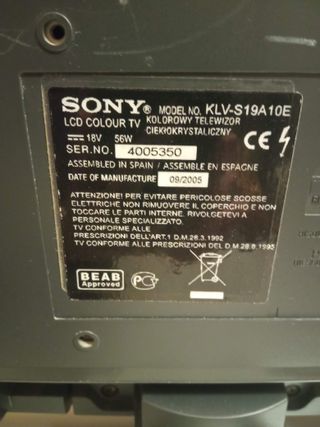 SONY® MODEL NO. KLV-S19A10E
LCD COLOUR TV KOLOROWY TELEWIZOR
CIEKŁOKRYSTALICZNY
18V 56W
SER.NO. 4005350
ASSEMBLED IN SPAIN / ASSEMBLE EN ESPAGNE
DATE OF MANUFACTURE 09/2005
ATTENZIONE! PER EVITARE PERICOLOSE SCOSSE
ELETTRICHE NON RIMUOVERE IL COPERCHIO E NON
TOCCARE LE PARTI INTERNE. RIVOLGETEVI A
PERSONALE SPECIALIZZATO.
TV CONFORME ALLE
PRESCRIZIONI DELL'ART.1 D.M.28.3.1992
TV CONFORME ALLE PRESCRIZIONI DEL D.M.26.8.1995
CE
BEAB
Approved